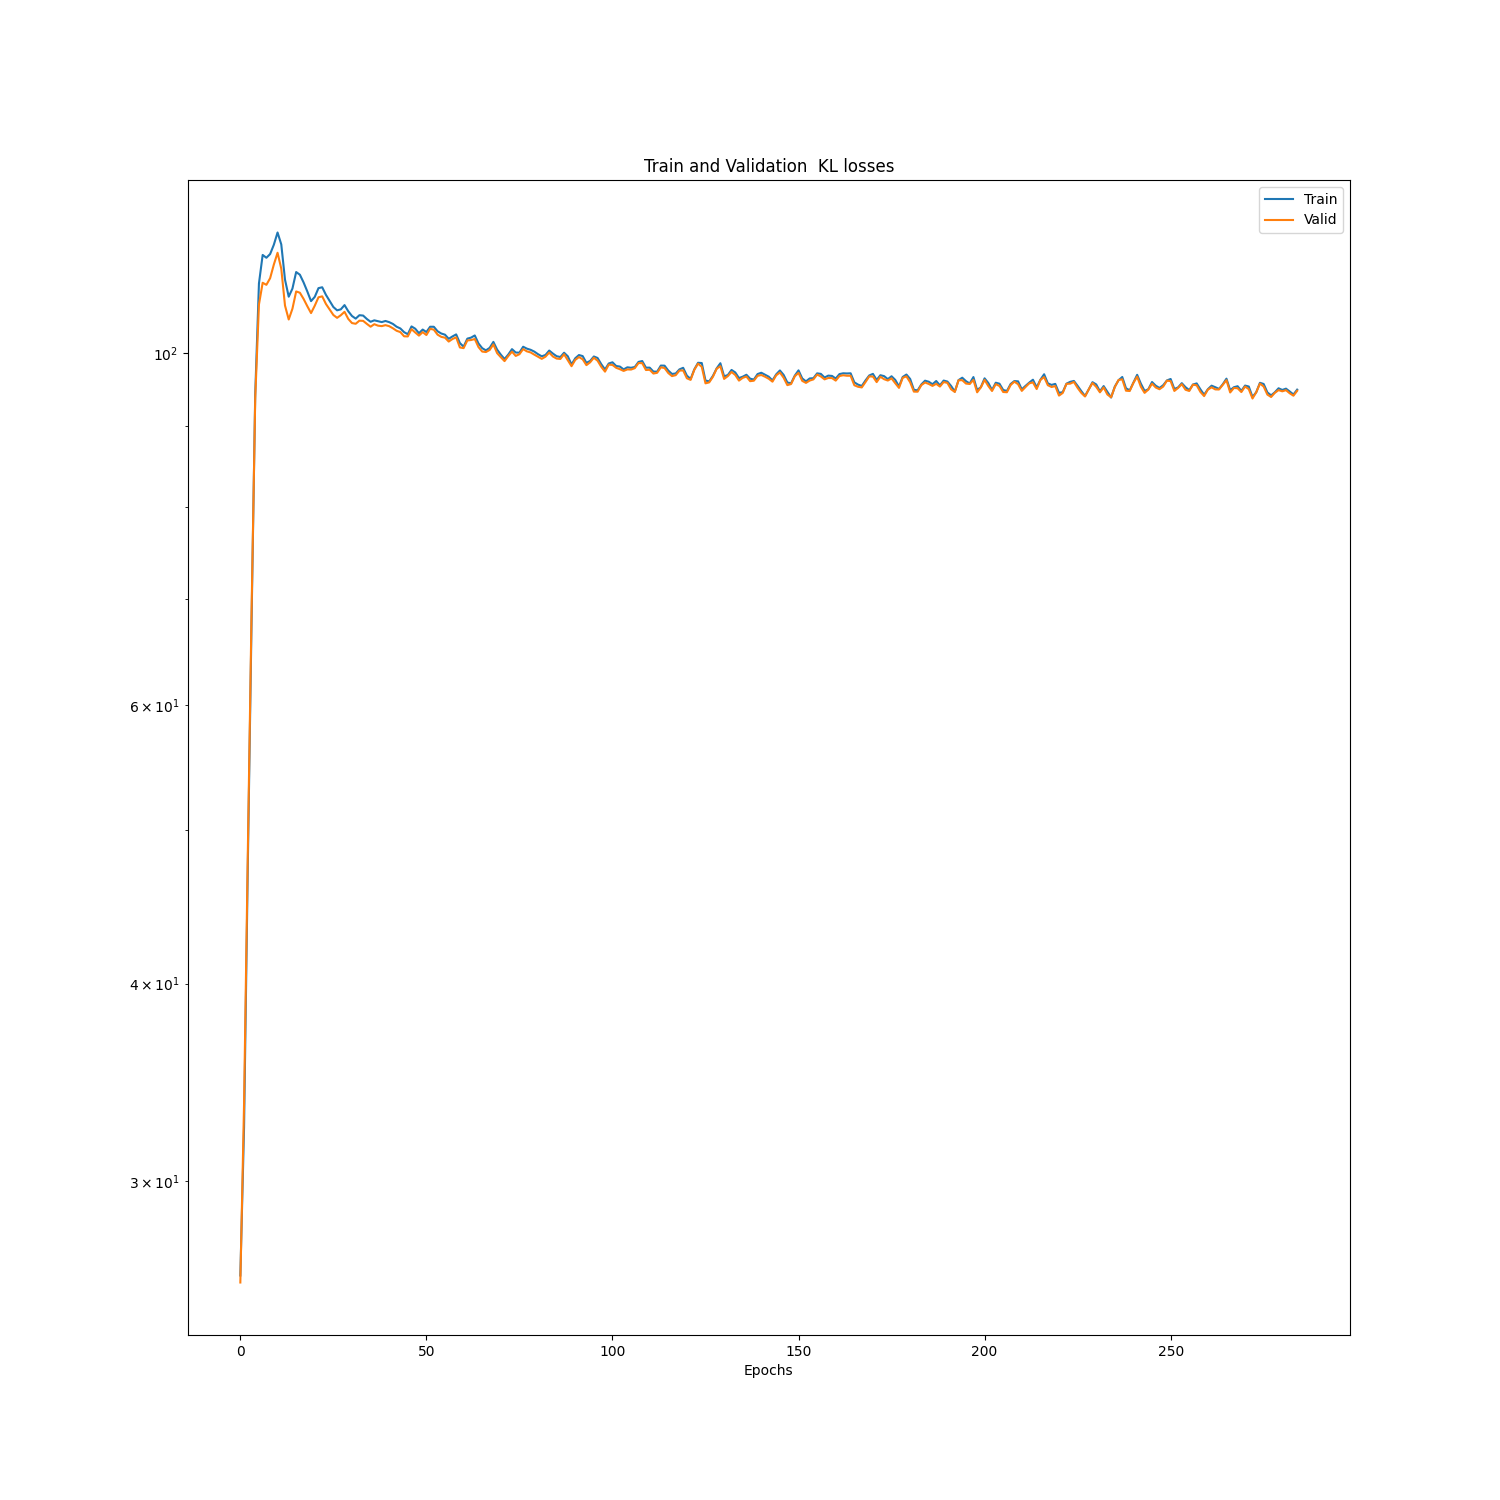 Train and Validation  KL losses
Train
Valid
10²
6 × 10¹
4 × 10¹
3 × 10¹
0 50 100 150 200 250
Epochs